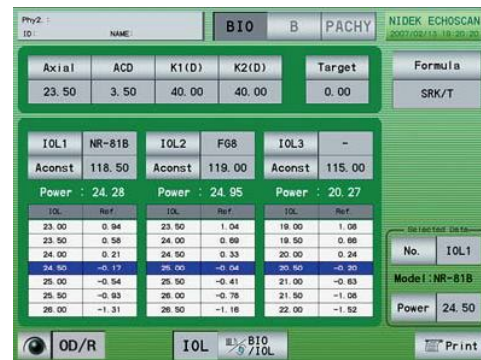 Phy2. :
ID: NAME:
BIO B PACHY
NIDEK ECHOSCAN
2007/02/13 19:20:20
Axial ACD K1(D) K2(D) Target
23.50 3.50 40.00 40.00 0.00
Formula
SRK/T
IOL1 NR-81B IOL2 FG8 IOL3 -
Aconst 118.50 Aconst 119.00 Aconst 115.00
Power : 24.28 Power : 24.95 Power : 20.27
IOL Ref. IOL Ref. IOL Ref.
23.00 0.94 23.50 1.04 19.00 1.08
23.50 0.58 24.00 0.69 19.50 0.66
24.00 0.21 24.50 0.33 20.00 0.24
24.50 -0.17 25.00 -0.04 20.50 -0.20
25.00 -0.54 25.50 -0.41 21.00 -0.63
25.50 -0.93 26.00 -0.78 21.50 -1.08
26.00 -1.31 26.50 -1.16 22.00 -1.52
Selected Data
No. IOL1
Model:NR-81B
Power 24.50
OD/R IOL BIO/IOL Print